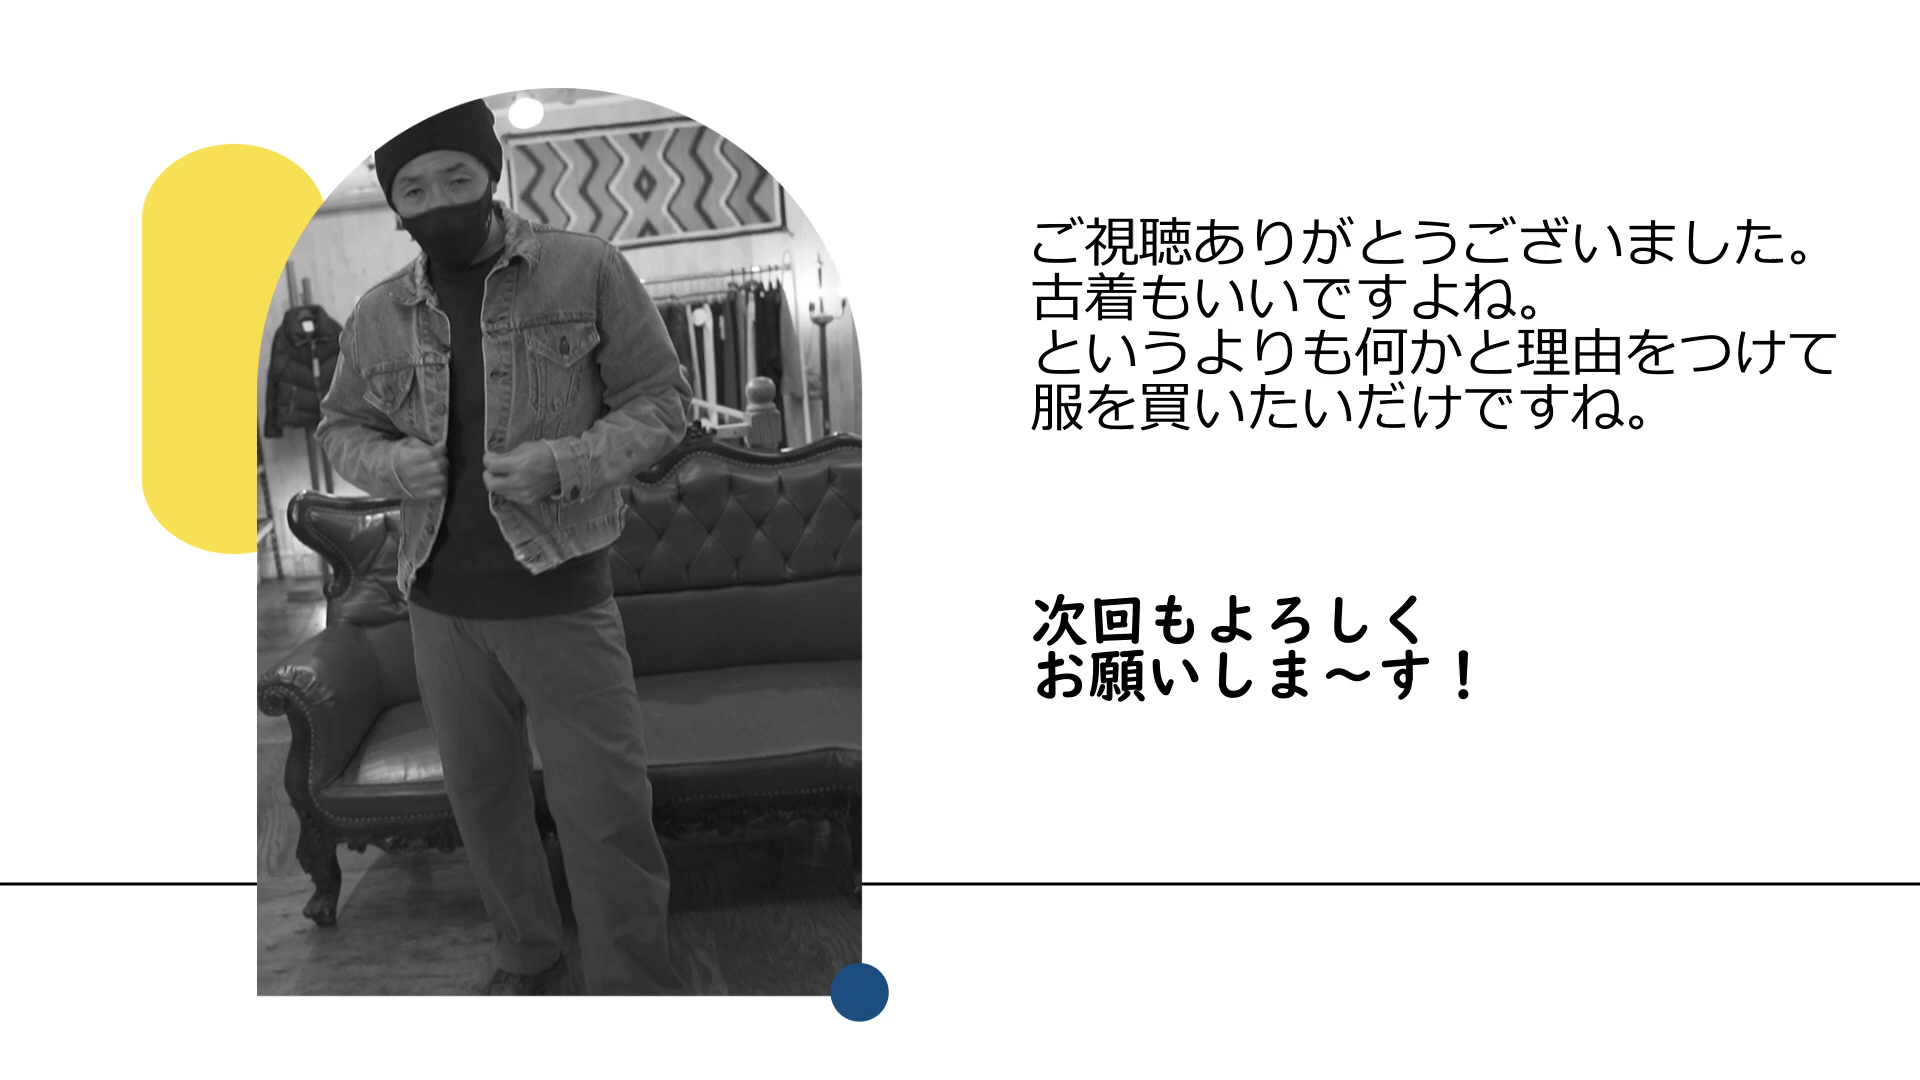 ご視聴ありがとうございました。
古着もいいですよね。
というよりも何かと理由をつけて
服を買いたいだけですね。
次回もよろしく
お願いしま～す！